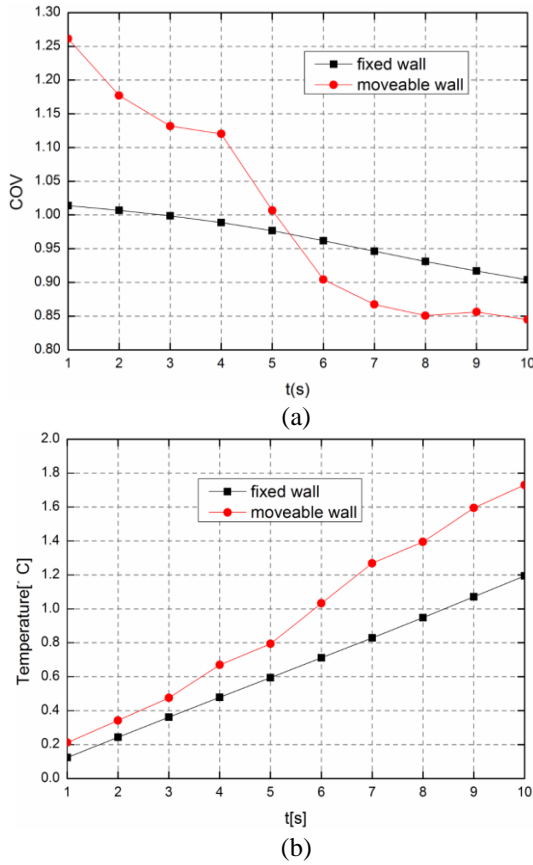 1.30
1.25
1.20
1.15
1.10
1.05
1.00
0.95
0.90
0.85
0.80
COV
fixed wall
moveable wall
1 2 3 4 5 6 7 8 9 10
t(s)
(a)
2.0
1.8
1.6
1.4
1.2
1.0
0.8
0.6
0.4
0.2
0.0
Temperature[° C]
fixed wall
moveable wall
1 2 3 4 5 6 7 8 9 10
t[s]
(b)